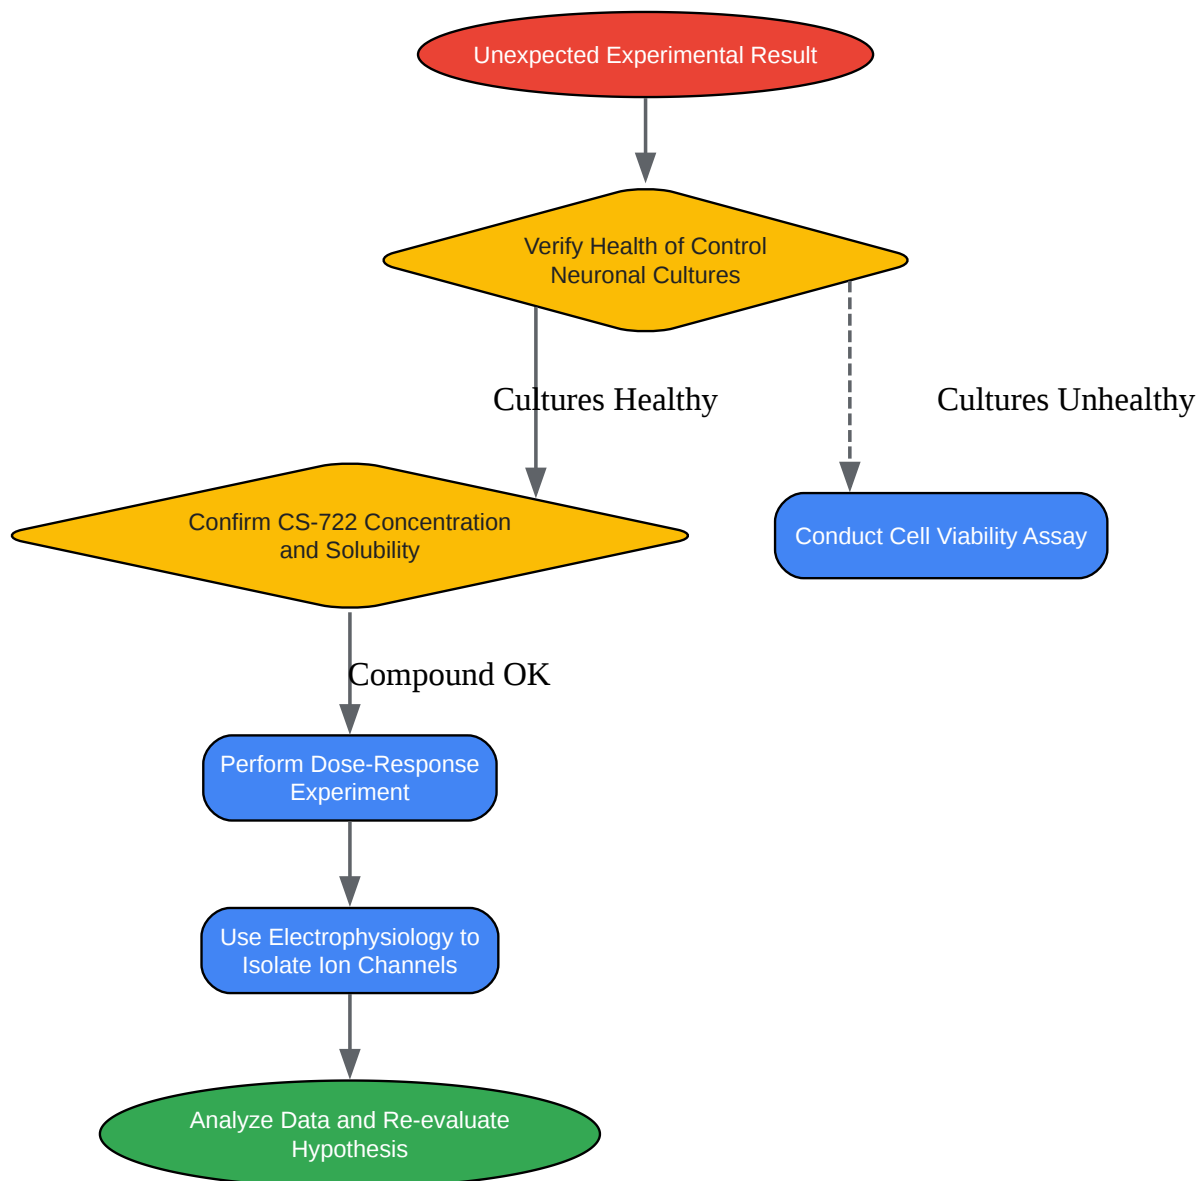 Unexpected Experimental Result
Verify Health of Control
Neuronal Cultures
Cultures Healthy
Cultures Unhealthy
Confirm CS-722 Concentration
and Solubility
Conduct Cell Viability Assay
Compound OK
Perform Dose-Response
Experiment
Use Electrophysiology to
Isolate Ion Channels
Analyze Data and Re-evaluate
Hypothesis